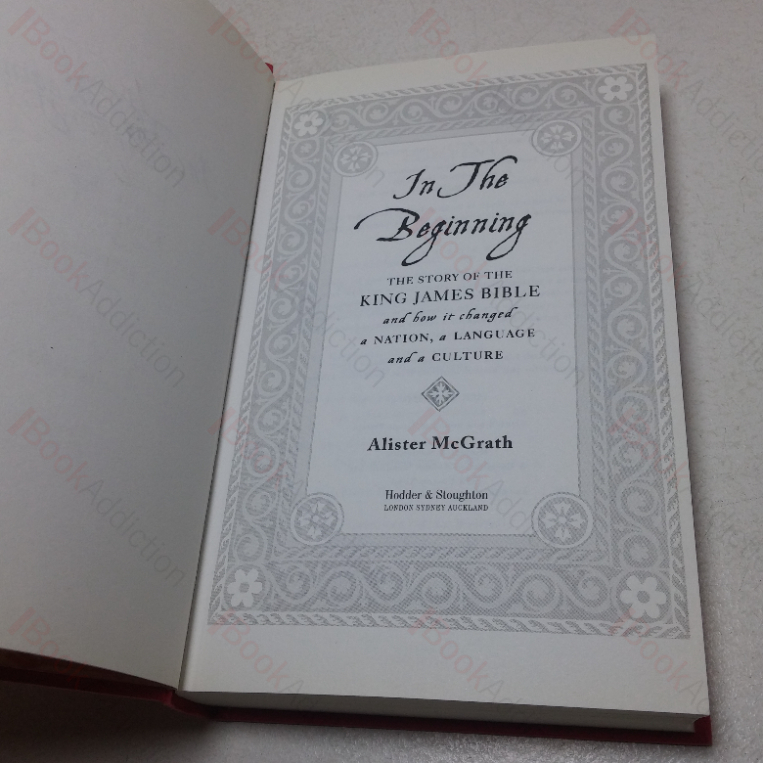 In The
Beginning
THE STORY OF THE
KING JAMES BIBLE
and how it changed
a NATION, a LANGUAGE
and a CULTURE
Alister McGrath
Hodder & Stoughton
LONDON SYDNEY AUCKLAND
BookAddiction